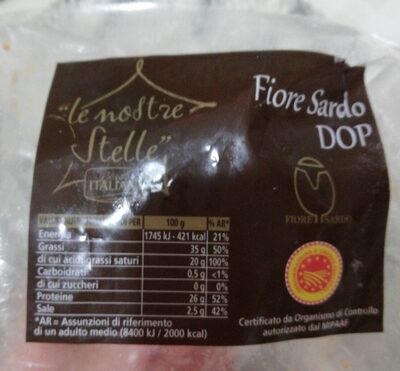 "le nostre
Stelle"
Fiore Sardo
DOP
FIORE SARDO
PER 100 g % AR*
Energia 1745 kJ - 421 kcal 21%
Grassi 35 g 50%
di cui acidi grassi saturi 20 g 100%
Carboidrati 0,5 g <1%
di cui zuccheri 0 g 0%
Proteine 26 g 52%
Sale 2.5 g 42%
*AR = Assunzioni di riferimento
di un adulto medio (8400 kJ / 2000 kcal)
Certificato da Organismo di Controllo
autorizzato dal MIPAAF